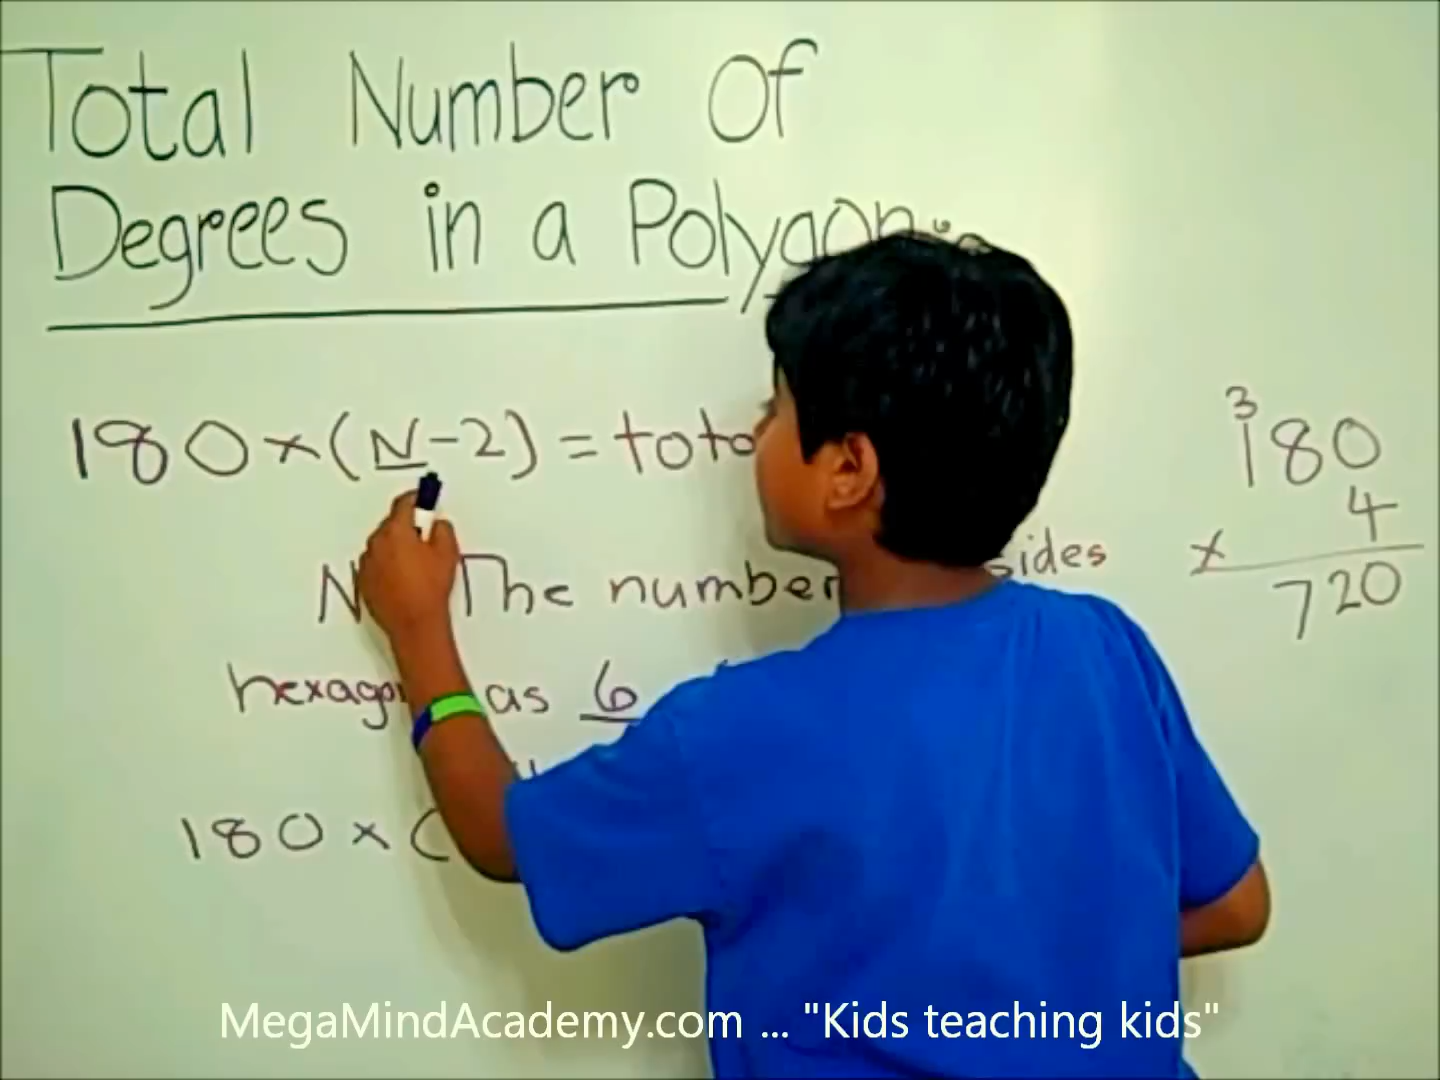 Total Number Of
Degrees in a Polygon
180 × (N-2) = tota
N The number sides
hexagon as 6
180 × (
3
180
× 4
720
MegaMindAcademy.com ... "Kids teaching kids"